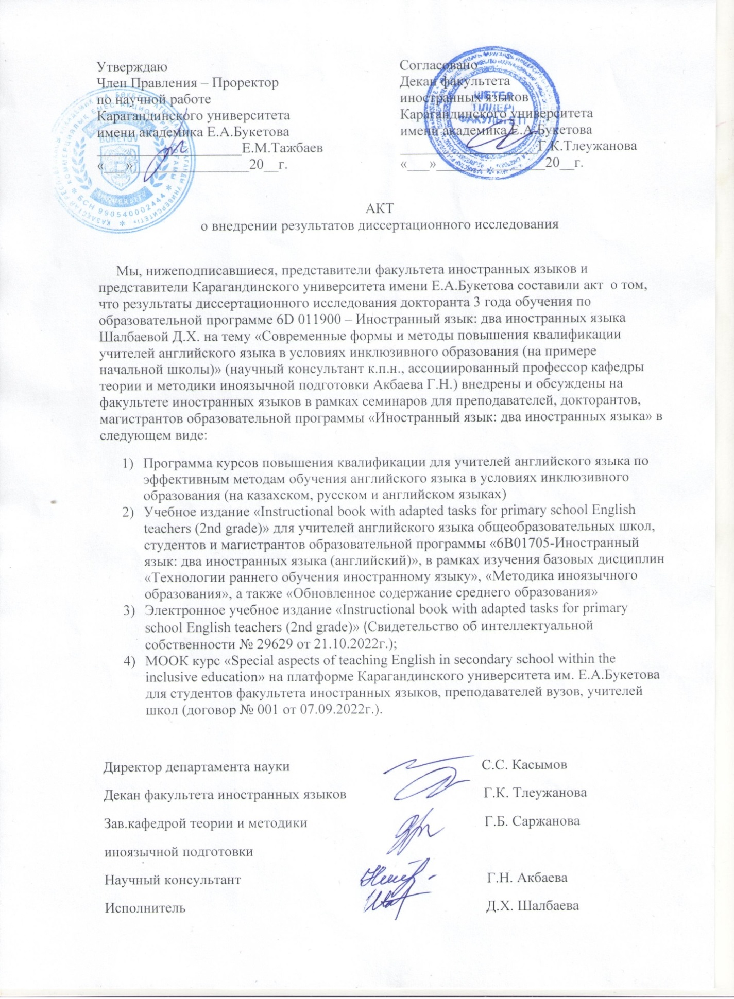 Утверждаю
Член Правления – Проректор
по научной работе
Карагандинского университета
имени академика Е.А.Букетова
____________________Е.М.Тажбаев
«___»________________20__г.
Согласовано
Декан факультета
иностранных языков
Карагандинского университета
имени академика Е.А.Букетова
___________________Г.К.Тлеужанова
«___»_______________20__г.
BUKETOV
UNIVERSITY
БСН 990540002444
ШЕТЕЛ
ТІЛДЕРІ
ФАКУЛЬТЕТІ
АКТ
о внедрении результатов диссертационного исследования
Мы, нижеподписавшиеся, представители факультета иностранных языков и
представители Карагандинского университета имени Е.А.Букетова составили акт о том,
что результаты диссертационного исследования докторанта 3 года обучения по
образовательной программе 6D 011900 – Иностранный язык: два иностранных языка
Шалбаевой Д.Х. на тему «Современные формы и методы повышения квалификации
учителей английского языка в условиях инклюзивного образования (на примере
начальной школы)» (научный консультант к.п.н., ассоциированный профессор кафедры
теории и методики иноязычной подготовки Акбаева Г.Н.) внедрены и обсуждены на
факультете иностранных языков в рамках семинаров для преподавателей, докторантов,
магистрантов образовательной программы «Иностранный язык: два иностранных языка» в
следующем виде:
1) Программа курсов повышения квалификации для учителей английского языка по
эффективным методам обучения английского языка в условиях инклюзивного
образования (на казахском, русском и английском языках)
2) Учебное издание «Instructional book with adapted tasks for primary school English
teachers (2nd grade)» для учителей английского языка общеобразовательных школ,
студентов и магистрантов образовательной программы «6В01705-Иностранный
язык: два иностранных языка (английский)», в рамках изучения базовых дисциплин
«Технологии раннего обучения иностранному языку», «Методика иноязычного
образования», а также «Обновленное содержание среднего образования»
3) Электронное учебное издание «Instructional book with adapted tasks for primary
school English teachers (2nd grade)» (Свидетельство об интеллектуальной
собственности № 29629 от 21.10.2022г.);
4) МООК курс «Special aspects of teaching English in secondary school within the
inclusive education» на платформе Карагандинского университета им. Е.А.Букетова
для студентов факультета иностранных языков, преподавателей вузов, учителей
школ (договор № 001 от 07.09.2022г.).
Директор департамента науки С.С. Касымов
Декан факультета иностранных языков Г.К. Тлеужанова
Зав.кафедрой теории и методики Г.Б. Саржанова
иноязычной подготовки
Научный консультант Г.Н. Акбаева
Исполнитель Д.Х. Шалбаева